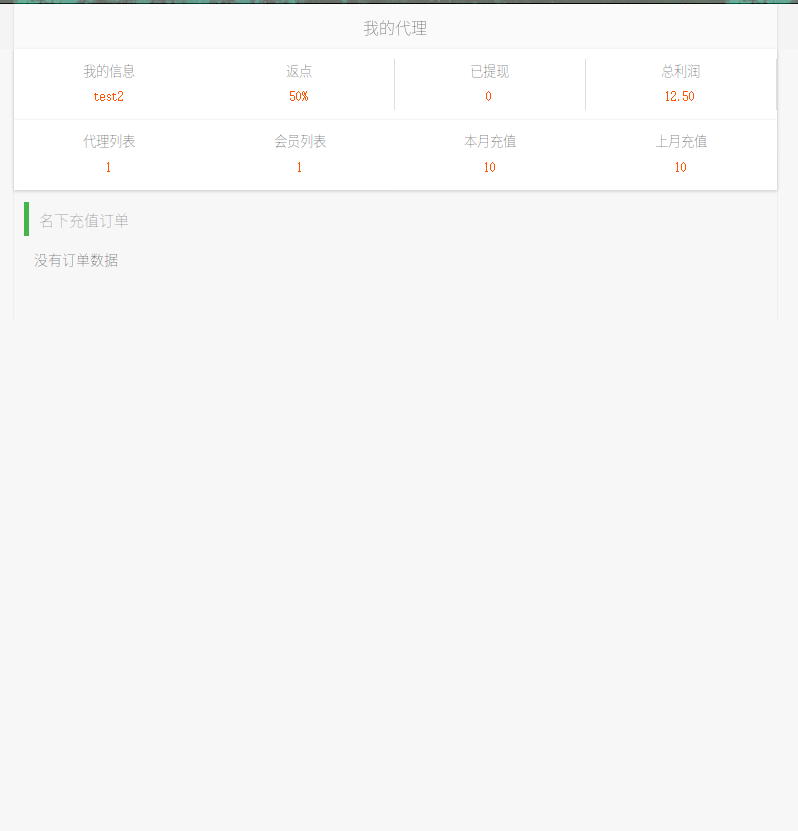 我的代理
我的信息 返点 已提现 总利润
test2 50% 0 12.50
代理列表 会员列表 本月充值 上月充值
1 1 10 10
名下充值订单
没有订单数据